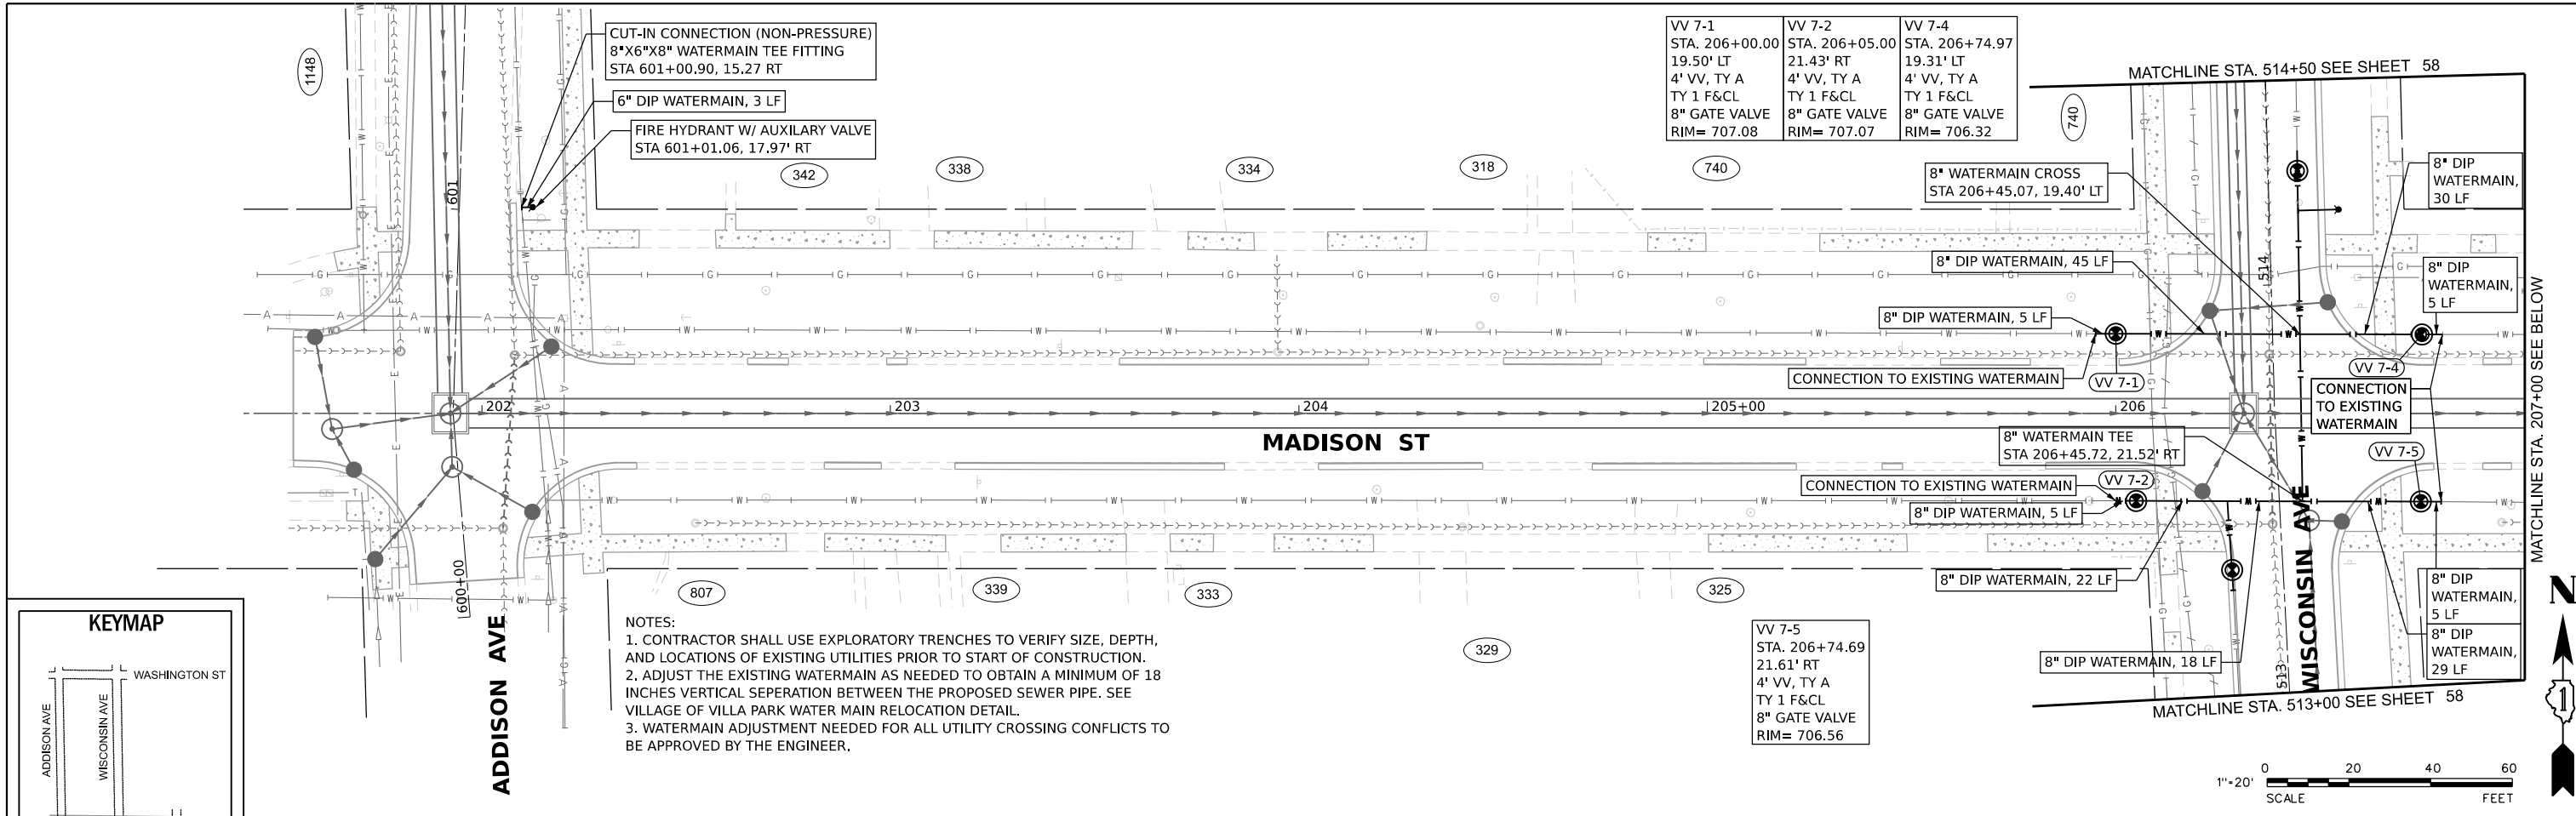 CUT-IN CONNECTION (NON-PRESSURE)
8"X6"X8" WATERMAIN TEE FITTING
STA 601+00.90, 15.27 RT
6" DIP WATERMAIN, 3 LF
FIRE HYDRANT W/ AUXILARY VALVE
STA 601+01.06, 17.97' RT
1148
342
338
334
318
740
740
VV 7-1
STA. 206+00.00
19.50' LT
4' VV, TY A
TY 1 F&CL
8" GATE VALVE
RIM= 707.08
VV 7-2
STA. 206+05.00
21.43' RT
4' VV, TY A
TY 1 F&CL
8" GATE VALVE
RIM= 707.07
VV 7-4
STA. 206+74.97
19.31' LT
4' VV, TY A
TY 1 F&CL
8" GATE VALVE
RIM= 706.32
MATCHLINE STA. 514+50 SEE SHEET 58
8" WATERMAIN CROSS
STA 206+45.07, 19.40' LT
8" DIP
WATERMAIN,
30 LF
8" DIP WATERMAIN, 45 LF
8" DIP
WATERMAIN,
5 LF
8" DIP WATERMAIN, 5 LF
CONNECTION TO EXISTING WATERMAIN
VV 7-1
VV 7-4
CONNECTION
TO EXISTING
WATERMAIN
MATCHLINE STA. 207+00 SEE BELOW
601
514
202
203
204
205+00
206
MADISON ST
8" WATERMAIN TEE
STA 206+45.72, 21.52' RT
VV 7-5
CONNECTION TO EXISTING WATERMAIN
VV 7-2
8" DIP WATERMAIN, 5 LF
8" DIP WATERMAIN, 22 LF
8" DIP WATERMAIN, 18 LF
8" DIP
WATERMAIN,
5 LF
8" DIP
WATERMAIN,
29 LF
WISCONSIN AVE
513
MATCHLINE STA. 513+00 SEE SHEET 58
600+00
ADDISON AVE
807
339
333
329
325
NOTES:
1. CONTRACTOR SHALL USE EXPLORATORY TRENCHES TO VERIFY SIZE, DEPTH,
AND LOCATIONS OF EXISTING UTILITIES PRIOR TO START OF CONSTRUCTION.
2. ADJUST THE EXISTING WATERMAIN AS NEEDED TO OBTAIN A MINIMUM OF 18
INCHES VERTICAL SEPERATION BETWEEN THE PROPOSED SEWER PIPE. SEE
VILLAGE OF VILLA PARK WATER MAIN RELOCATION DETAIL.
3. WATERMAIN ADJUSTMENT NEEDED FOR ALL UTILITY CROSSING CONFLICTS TO
BE APPROVED BY THE ENGINEER.
VV 7-5
STA. 206+74.69
21.61' RT
4' VV, TY A
TY 1 F&CL
8" GATE VALVE
RIM= 706.56
KEYMAP
WASHINGTON ST
ADDISON AVE
WISCONSIN AVE
N
1
1"=20'
0 20 40 60
SCALE FEET